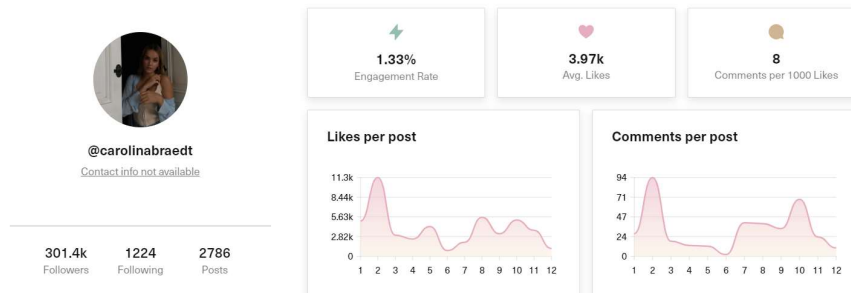 @carolinabraedt
Contact info not available
301.4k 1224 2786
Followers Following Posts
1.33%
Engagement Rate
3.97k
Avg. Likes
8
Comments per 1000 Likes
Likes per post
11.3k
8,44k
5.63k
2.82k
0
1 2 3 4 5 6 7 8 9 10 11 12
Comments per post
94
71
47
24
0
1 2 3 4 5 6 7 8 9 10 11 12